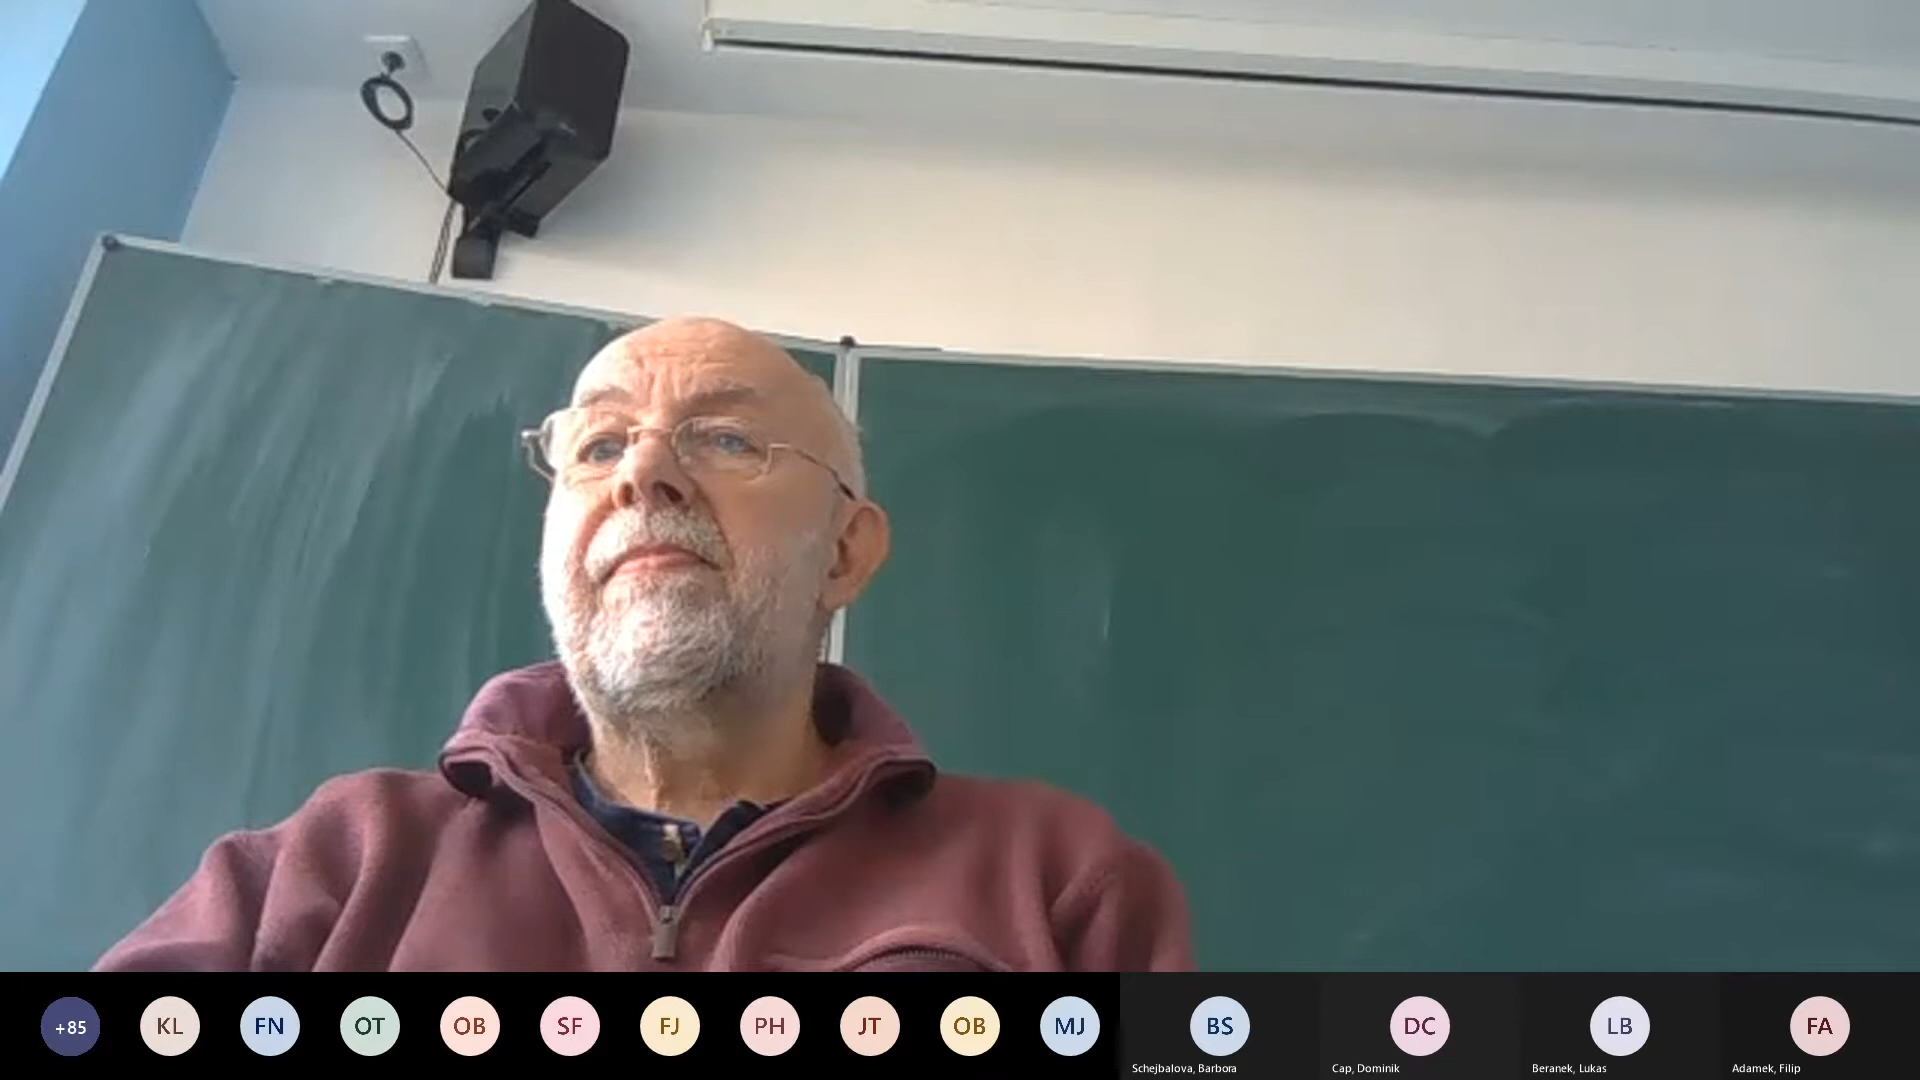 +85 KL FN OT OB SF FJ PH JT OB MJ BS DC LB FA
Schejbalova, Barbora Cap, Dominik Beranek, Lukas Adamek, Filip